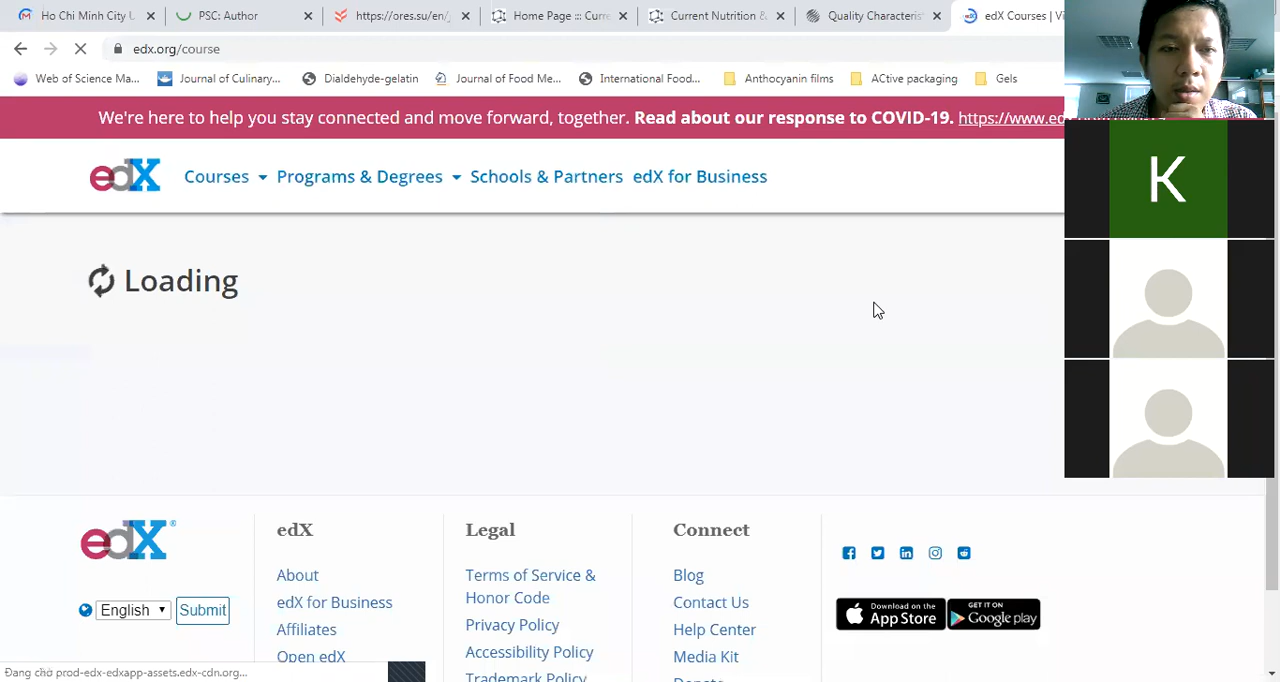 Ho Chi Minh City U
PSC: Author
https://ores.su/en/j
Home Page ::: Curre
Current Nutrition &
Quality Characterist
edX Courses | Vi
edx.org/course
Web of Science Ma...
Journal of Culinary...
Dialdehyde-gelatin
Journal of Food Me...
International Food...
Anthocyanin films
ACtive packaging
Gels
We're here to help you stay connected and move forward, together. Read about our response to COVID-19. https://www.ed
edX Courses Programs & Degrees Schools & Partners edX for Business
K
Loading
edX
English Submit
edX
About
edX for Business
Affiliates
Open edX
Legal
Terms of Service &
Honor Code
Privacy Policy
Accessibility Policy
Trademark Policy
Connect
Blog
Contact Us
Help Center
Media Kit
Donate
Download on the
App Store
GET IT ON
Google play
Đang chờ prod-edx-edxapp-assets.edx-cdn.org...